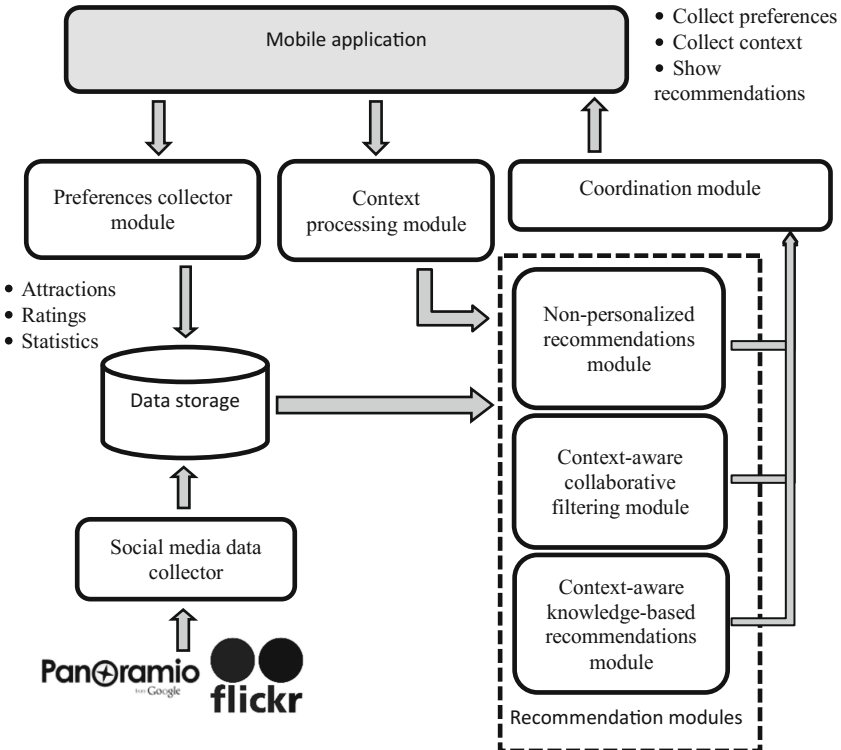 Mobile application
• Collect preferences
• Collect context
• Show
recommendations
Preferences collector
module
Context
processing module
Coordination module
• Attractions
• Ratings
• Statistics
Non-personalized
recommendations
module
Data storage
Context-aware
collaborative
filtering module
Social media data
collector
Context-aware
knowledge-based
recommendations
module
Panoramio
from Google
flickr
Recommendation modules